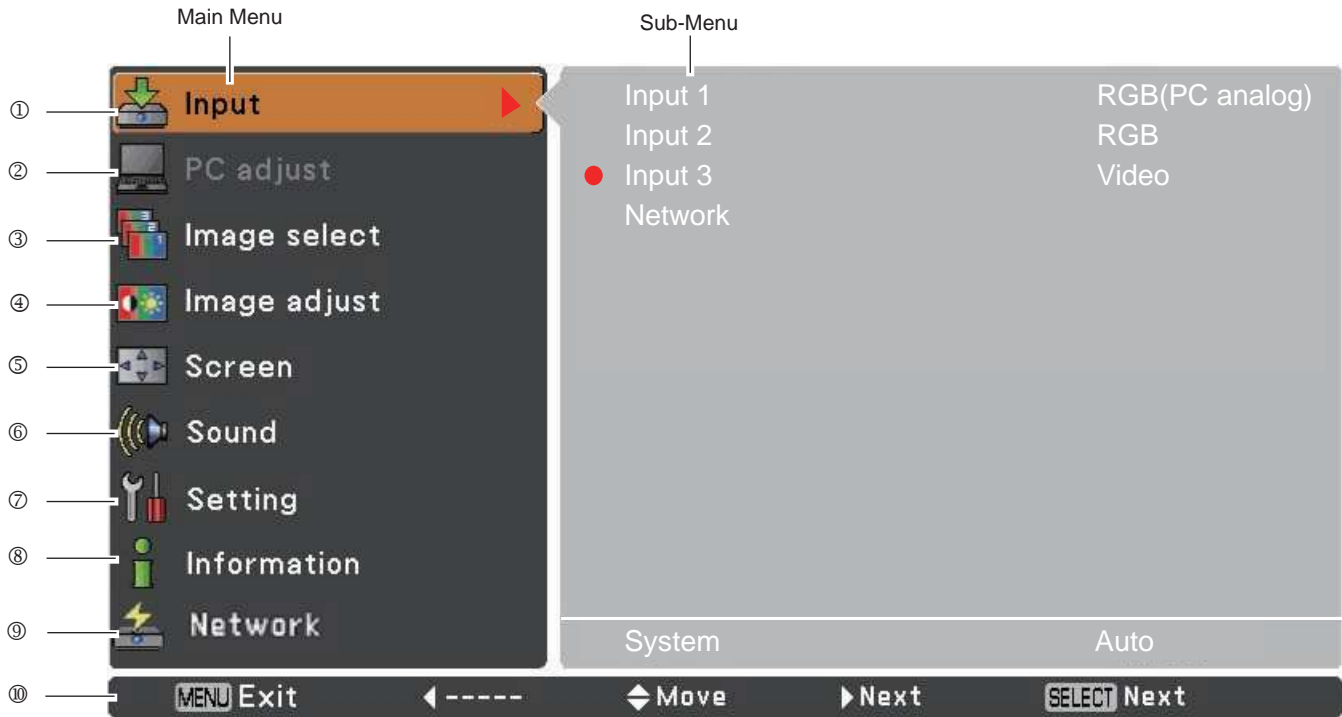 Main Menu
Sub-Menu
① Input
Input 1 RGB(PC analog)
Input 2 RGB
② PC adjust
Input 3 Video
Network
③ Image select
④ Image adjust
⑤ Screen
⑥ Sound
⑦ Setting
⑧ Information
⑨ Network
System Auto
⑩ MENU Exit ----- Move Next SELECT Next